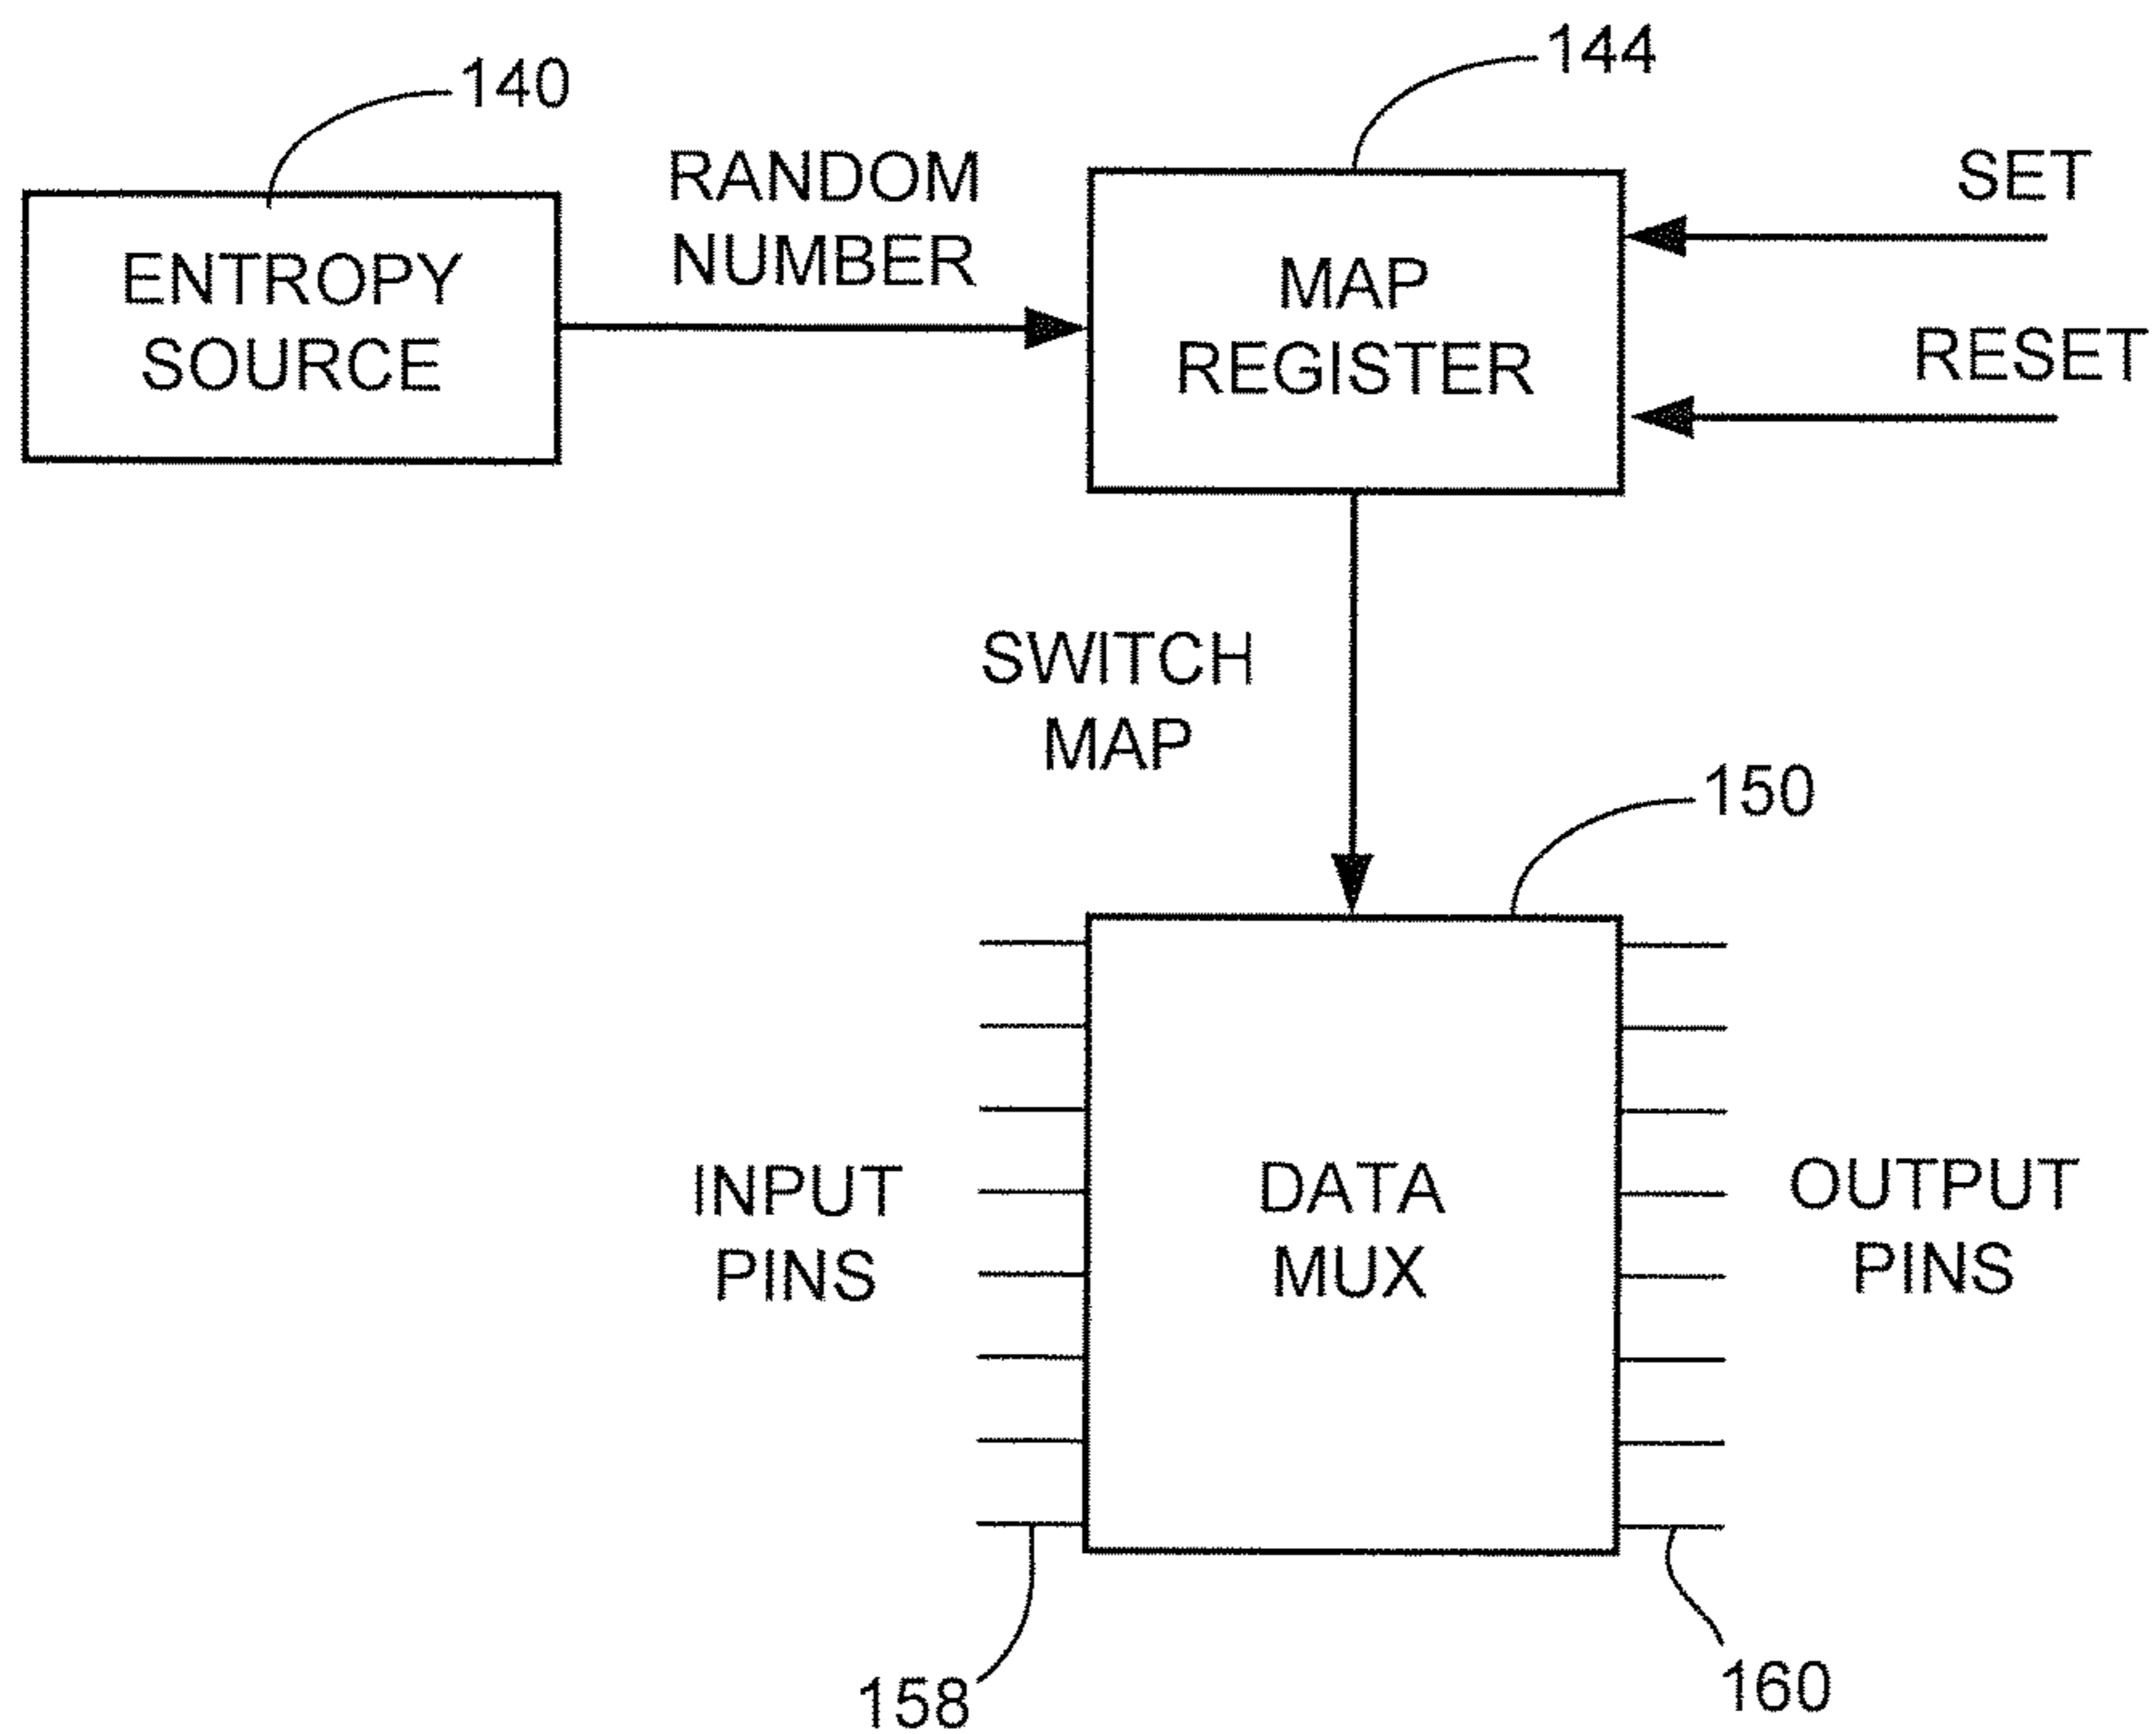 140
144
RANDOM
NUMBER
SET
ENTROPY
SOURCE
MAP
REGISTER
RESET
SWITCH
MAP
150
INPUT
PINS
DATA
MUX
OUTPUT
PINS
158
160